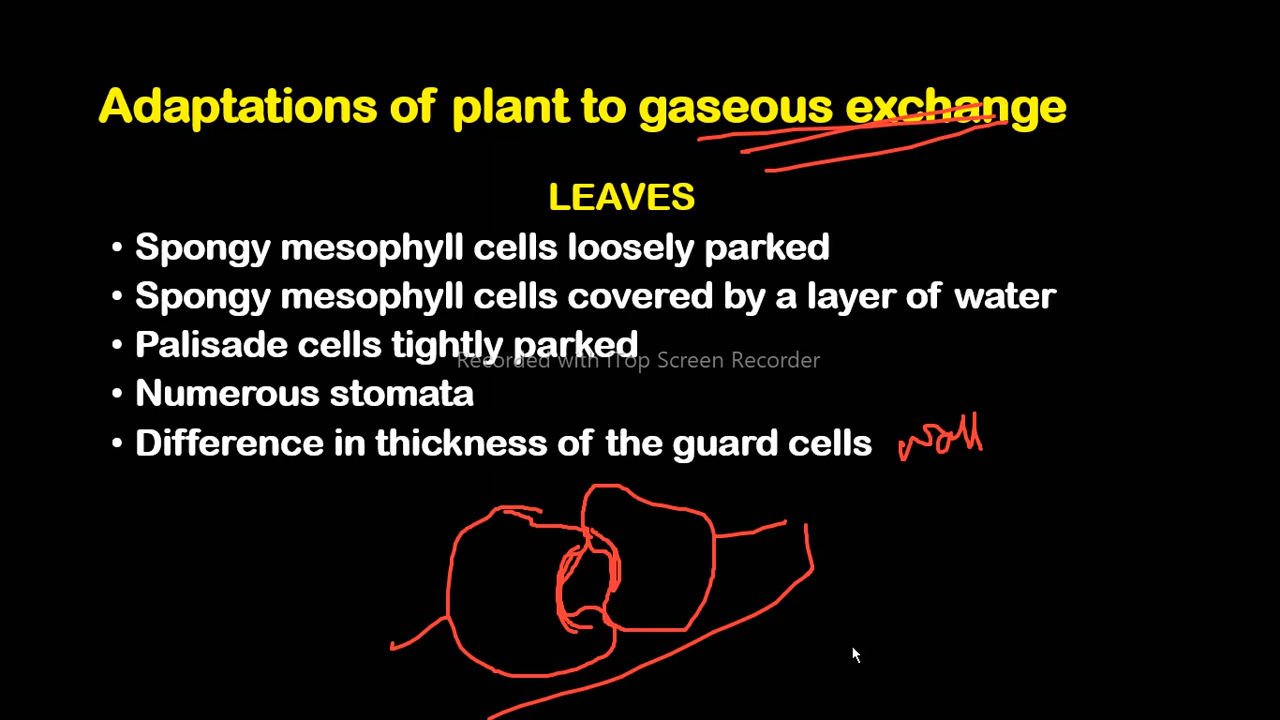 Adaptations of plant to gaseous exchange
LEAVES
• Spongy mesophyll cells loosely parked
• Spongy mesophyll cells covered by a layer of water
• Palisade cells tightly parked
Recorded with iTop Screen Recorder
• Numerous stomata
• Difference in thickness of the guard cells wall